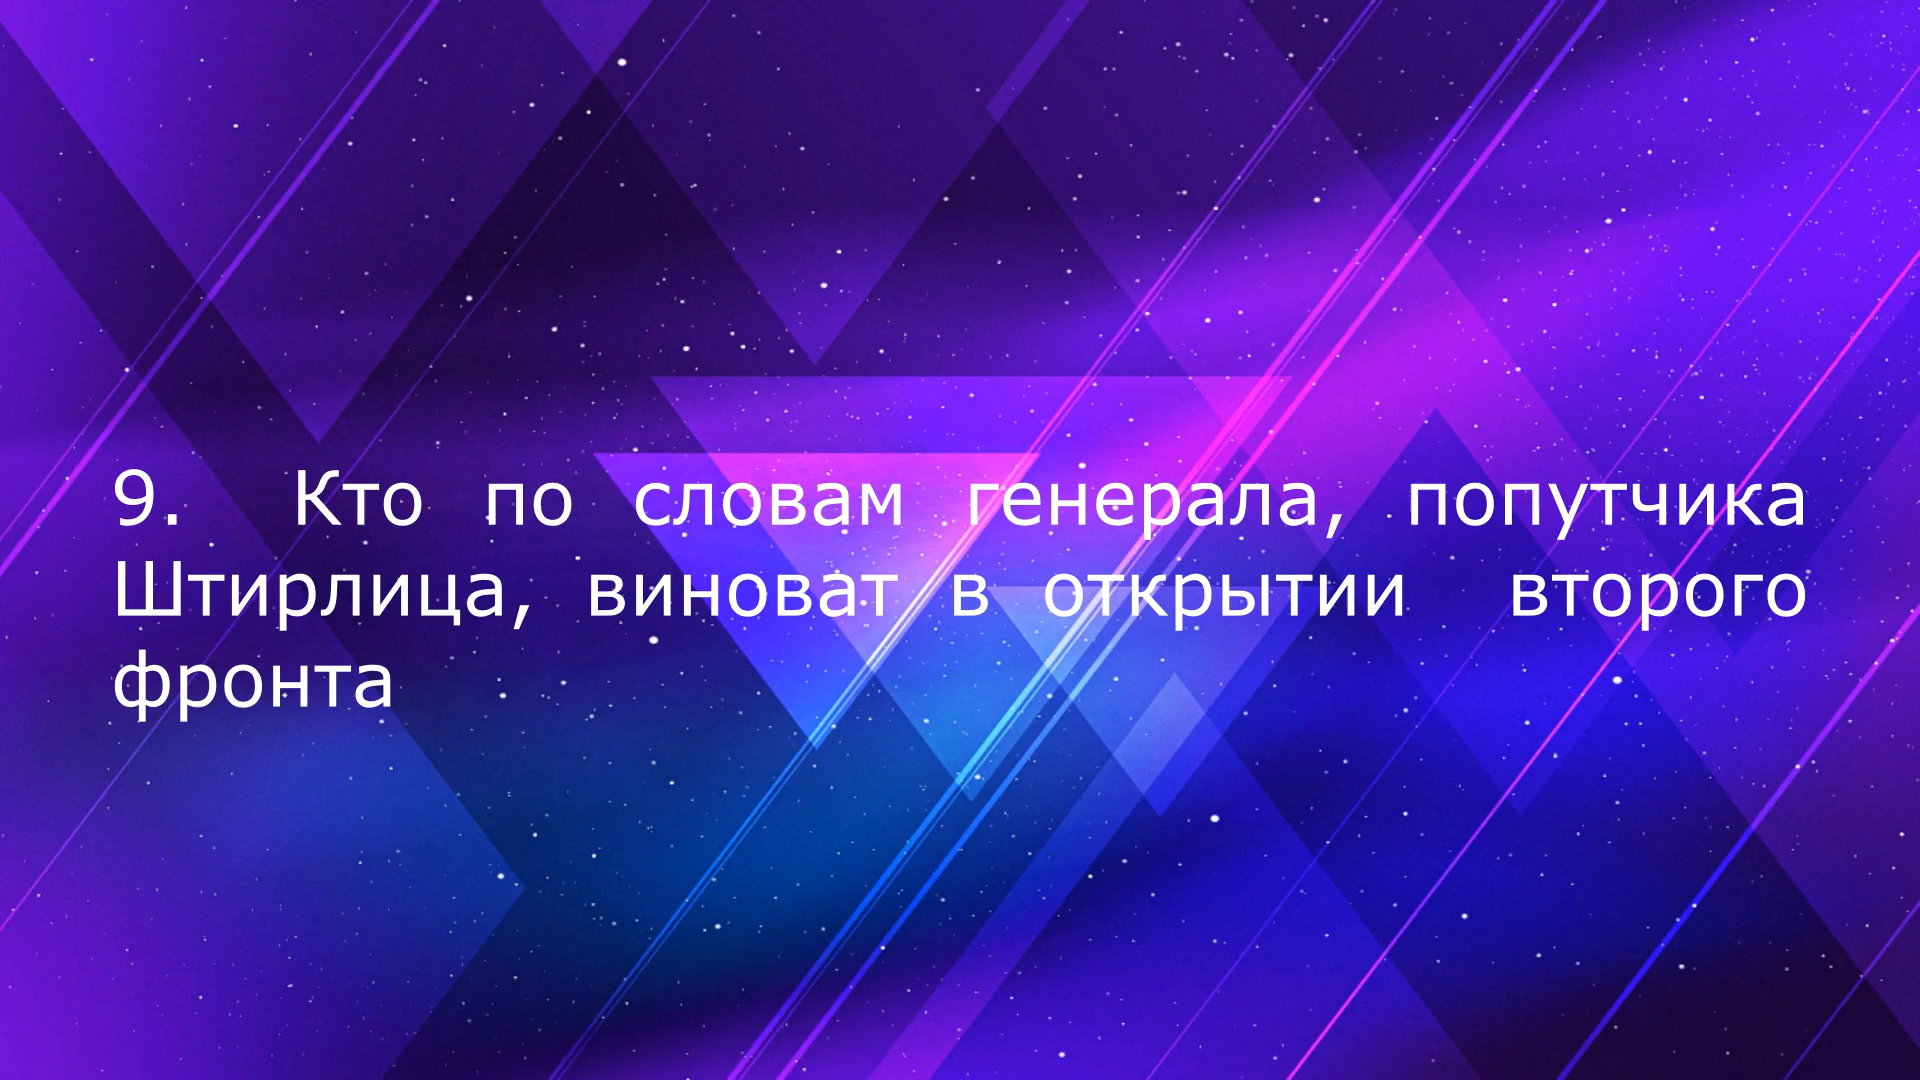 9. Кто по словам генерала, попутчика
Штирлица, виноват в открытии второго
фронта